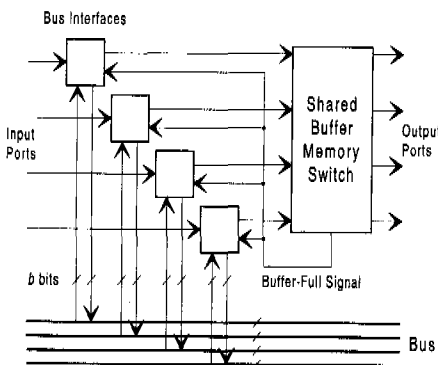 Bus Interfaces
Shared
Buffer
Memory
Switch
Input
Ports
Output
Ports
b bits
Buffer-Full Signal
Bus